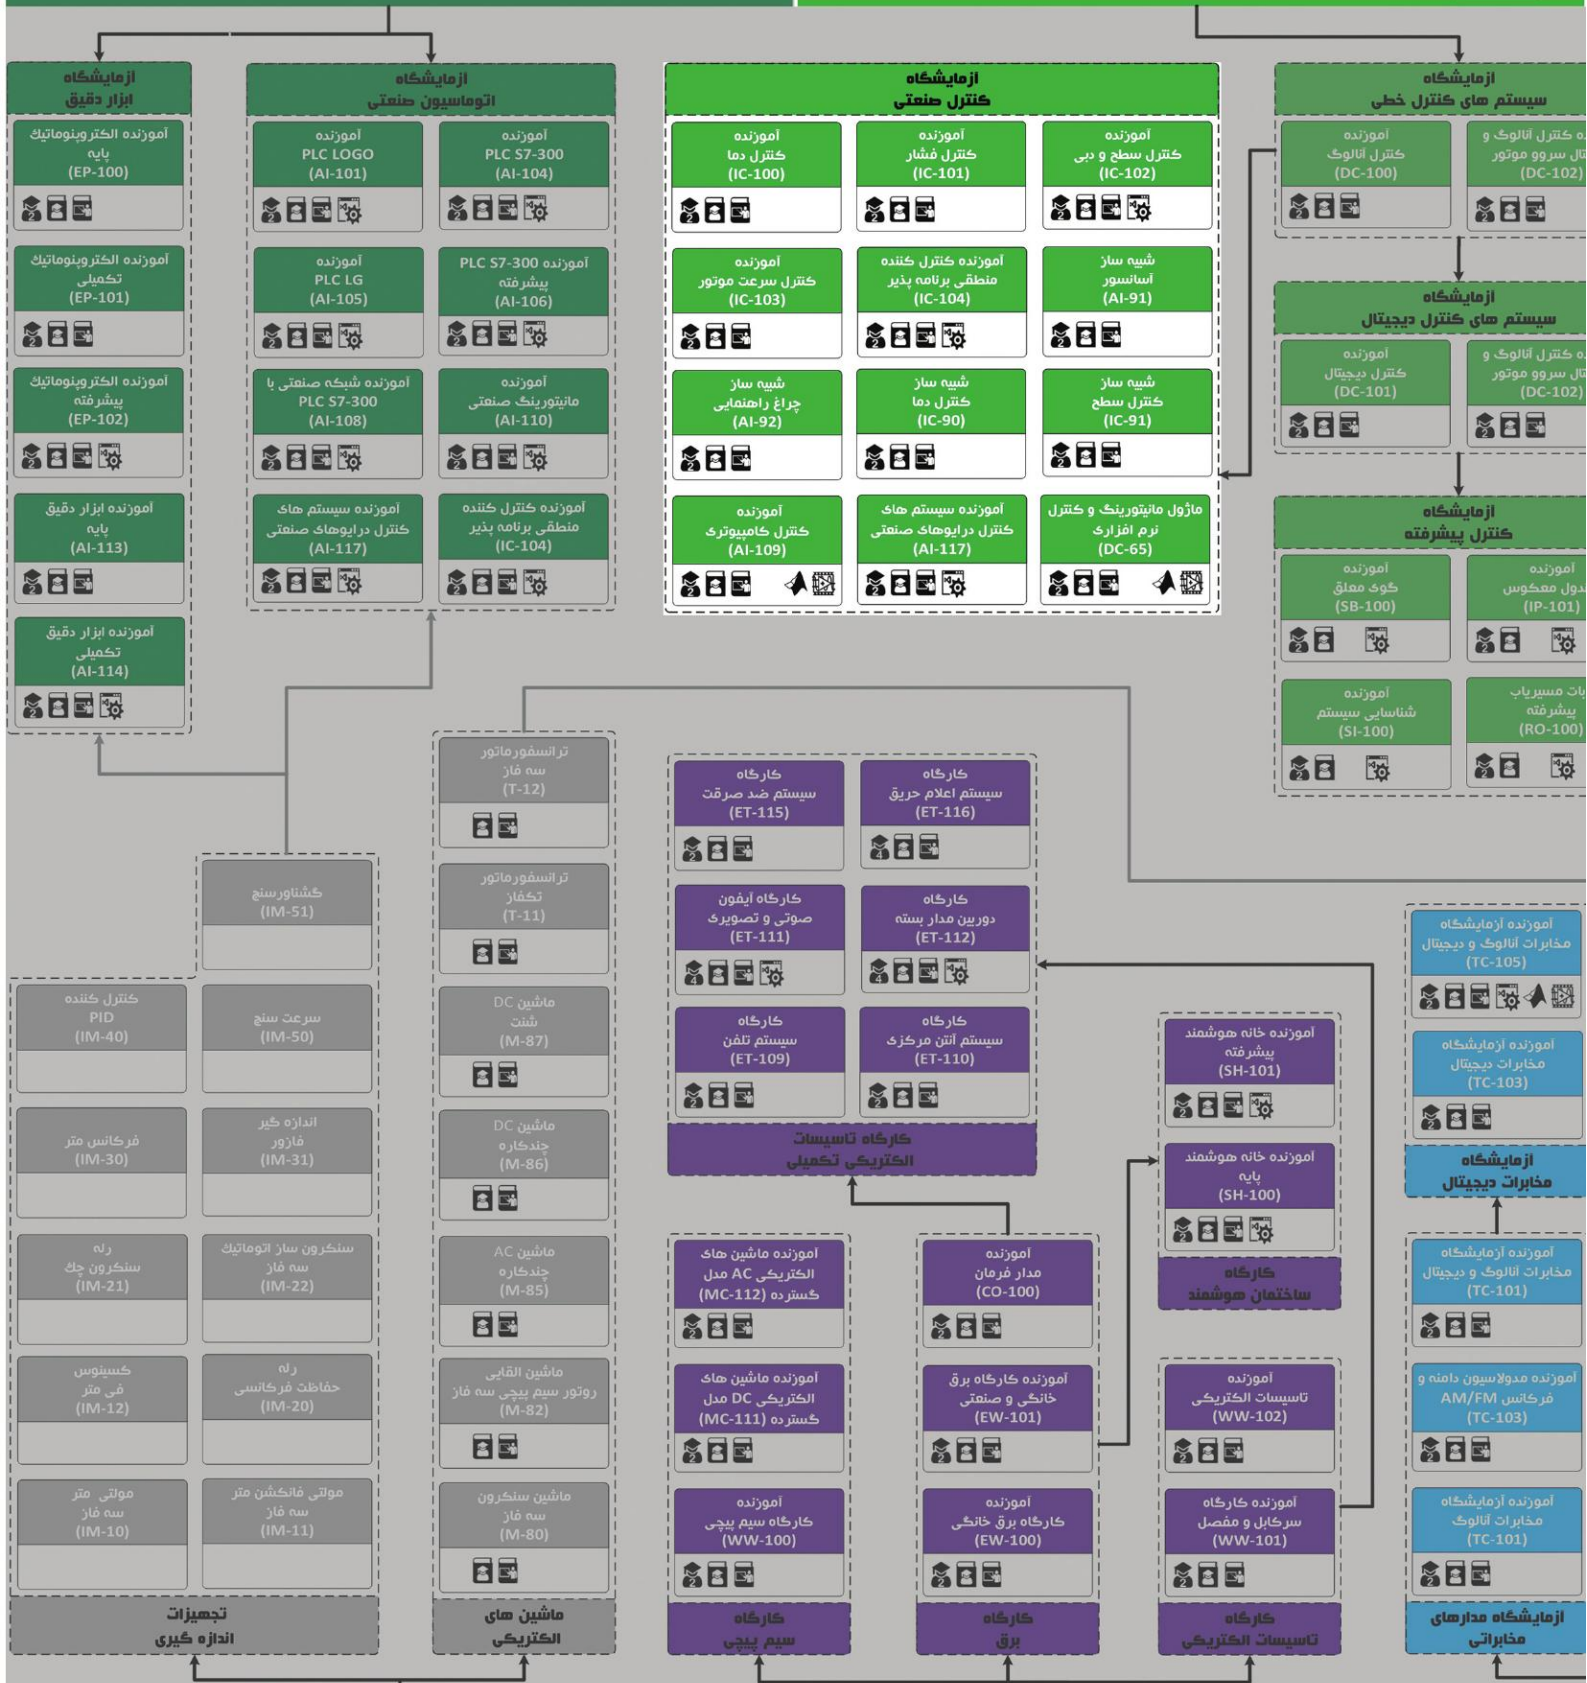 آزمایشگاه
ابزار دقیق
آموزنده الکتروپنوماتیک
پایه
(EP-100)
آموزنده الکتروپنوماتیک
تکمیلی
(EP-101)
آموزنده الکتروپنوماتیک
پیشرفته
(EP-102)
آموزنده ابزار دقیق
پایه
(AI-113)
آموزنده ابزار دقیق
تکمیلی
(AI-114)
آزمایشگاه
اتوماسیون صنعتی
آموزنده
PLC S7-300
(AI-104)
آموزنده
PLC LOGO
(AI-101)
آموزنده PLC S7-300
پیشرفته
(AI-106)
آموزنده
PLC LG
(AI-105)
آموزنده
مانیتورینگ صنعتی
(AI-110)
آموزنده شبکه صنعتی با
PLC S7-300
(AI-108)
آموزنده کنترل کننده
منطقی برنامه پذیر
(IC-104)
آموزنده سیستم های
کنترل درایوهای صنعتی
(AI-117)
آزمایشگاه
کنترل صنعتی
آموزنده
کنترل سطح و دبی
(IC-102)
آموزنده
کنترل فشار
(IC-101)
آموزنده
کنترل دما
(IC-100)
شبیه ساز
آسانسور
(AI-91)
آموزنده کنترل کننده
منطقی برنامه پذیر
(IC-104)
آموزنده
کنترل سرعت موتور
(IC-103)
شبیه ساز
کنترل سطح
(IC-91)
شبیه ساز
کنترل دما
(IC-90)
شبیه ساز
چراغ راهنمایی
(AI-92)
ماژول مانیتورینگ و کنترل
نرم افزاری
(DC-65)
آموزنده سیستم های
کنترل درایوهای صنعتی
(AI-117)
آموزنده
کنترل کامپیوتری
(AI-109)
آزمایشگاه
سیستم های کنترل خطی
کنترل آنالوگ و
سروو موتور
(DC-102)
آموزنده
کنترل آنالوگ
(DC-100)
آزمایشگاه
سیستم های کنترل دیجیتال
کنترل آنالوگ و
سروو موتور
(DC-102)
آموزنده
کنترل دیجیتال
(DC-101)
آزمایشگاه
کنترل پیشرفته
آموزنده
معکوس
(IP-101)
آموزنده
گوی معلق
(SB-100)
مسیریاب
پیشرفته
(RO-100)
آموزنده
شناسایی سیستم
(SI-100)
ترانسفورماتور
سه فاز
(T-12)
ترانسفورماتور
تکفاز
(T-11)
ماشین DC
شنت
(M-87)
ماشین DC
چندکاره
(M-86)
ماشین AC
چندکاره
(M-85)
ماشین القایی
روتور سیم پیچی سه فاز
(M-82)
ماشین سنکرون
سه فاز
(M-80)
ماشین های
الکتریکی
گشتاورسنج
(IM-51)
سرعت سنج
(IM-50)
کنترل کننده
PID
(IM-40)
اندازه گیر
فازور
(IM-31)
فرکانس متر
(IM-30)
سنکرون ساز اتوماتیک
سه فاز
(IM-22)
رله
سنکرون چک
(IM-21)
رله
حفاظت فرکانسی
(IM-20)
کسینوس
فی متر
(IM-12)
مولتی فانکشن متر
سه فاز
(IM-11)
مولتی متر
سه فاز
(IM-10)
تجهیزات
اندازه گیری
کارگاه
سیستم اعلام حریق
(ET-116)
کارگاه
سیستم ضد سرقت
(ET-115)
کارگاه
دوربین مدار بسته
(ET-112)
کارگاه آیفون
صوتی و تصویری
(ET-111)
کارگاه
سیستم آنتن مرکزی
(ET-110)
کارگاه
سیستم تلفن
(ET-109)
کارگاه تاسیسات
الکتریکی تکمیلی
آموزنده خانه هوشمند
پیشرفته
(SH-101)
آموزنده خانه هوشمند
پایه
(SH-100)
کارگاه
ساختمان هوشمند
آموزنده ماشین های
الکتریکی AC مدل
گسترده (MC-112)
آموزنده ماشین های
الکتریکی DC مدل
گسترده (MC-111)
آموزنده
کارگاه سیم پیچی
(WW-100)
کارگاه
سیم پیچی
آموزنده
مدار فرمان
(CO-100)
آموزنده کارگاه برق
خانگی و صنعتی
(EW-101)
آموزنده
کارگاه برق خانگی
(EW-100)
کارگاه
برق
آموزنده
تاسیسات الکتریکی
(WW-102)
آموزنده کارگاه
سرکابل و مفصل
(WW-101)
کارگاه
تاسیسات الکتریکی
آموزنده آزمایشگاه
مخابرات آنالوگ و دیجیتال
(TC-105)
آموزنده آزمایشگاه
مخابرات دیجیتال
(TC-103)
آزمایشگاه
مخابرات دیجیتال
آموزنده آزمایشگاه
مخابرات آنالوگ و دیجیتال
(TC-101)
آموزنده مدولاسیون دامنه و
فرکانس AM/FM
(TC-103)
آموزنده آزمایشگاه
مخابرات آنالوگ
(TC-101)
آزمایشگاه مدارهای
مخابراتی